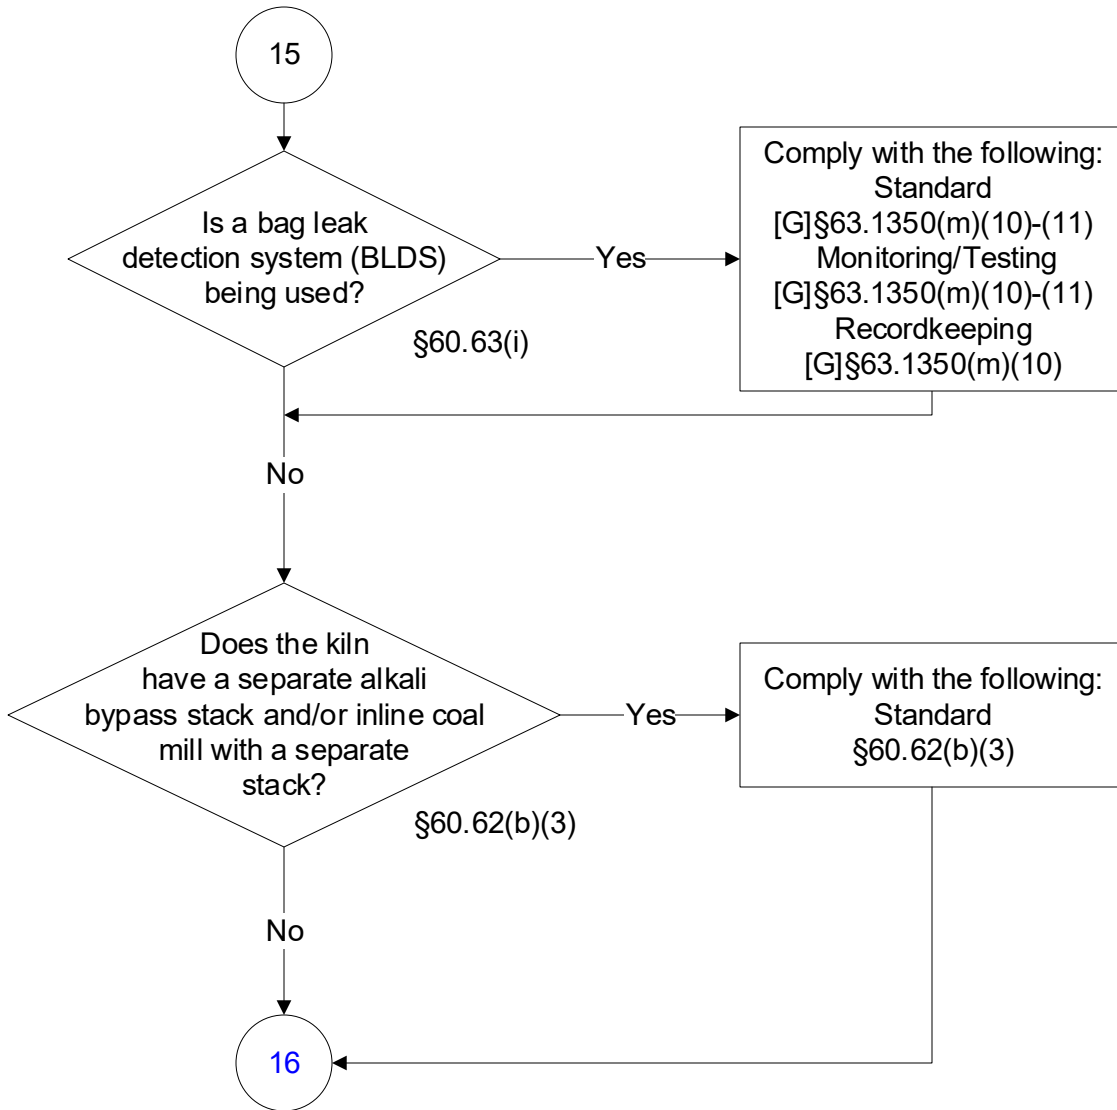 15
Is a bag leak
detection system (BLDS)
being used?
Yes
Comply with the following:
Standard
[G]§63.1350(m)(10)-(11)
Monitoring/Testing
[G]§63.1350(m)(10)-(11)
Recordkeeping
[G]§63.1350(m)(10)
§60.63(i)
No
Does the kiln
have a separate alkali
bypass stack and/or inline coal
mill with a separate
stack?
Yes
Comply with the following:
Standard
§60.62(b)(3)
§60.62(b)(3)
No
16